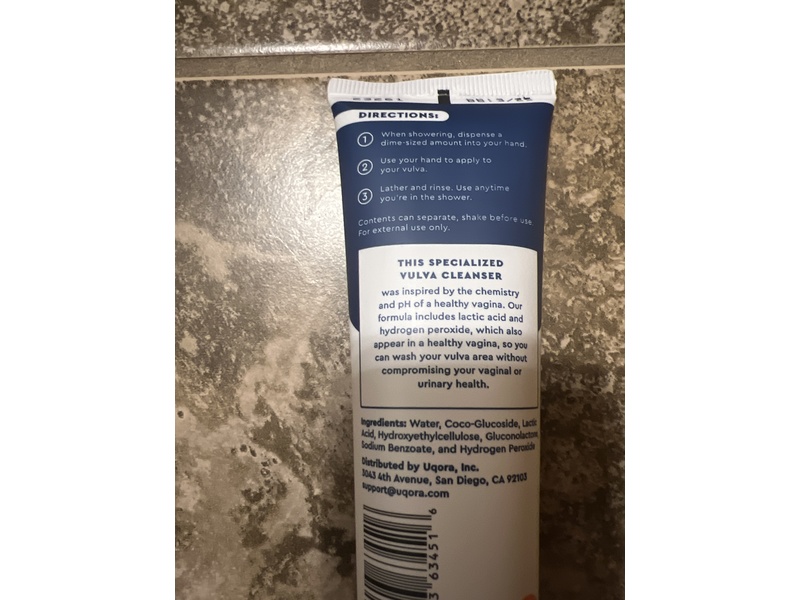 DIRECTIONS:
1 When showering, dispense a
dime-sized amount into your hand.
2 Use your hand to apply to
your vulva.
3 Lather and rinse. Use anytime
you're in the shower.
Contents can separate, shake before use.
For external use only.
THIS SPECIALIZED
VULVA CLEANSER
was inspired by the chemistry
and pH of a healthy vagina. Our
formula includes lactic acid and
hydrogen peroxide, which also
appear in a healthy vagina, so you
can wash your vulva area without
compromising your vaginal or
urinary health.
Ingredients: Water, Coco-Glucoside, Lactic
Acid, Hydroxyethylcellulose, Gluconolactone,
Sodium Benzoate, and Hydrogen Peroxide
Distributed by Uqora, Inc.
3043 4th Avenue, San Diego, CA 92103
support@uqora.com
3 63451 6